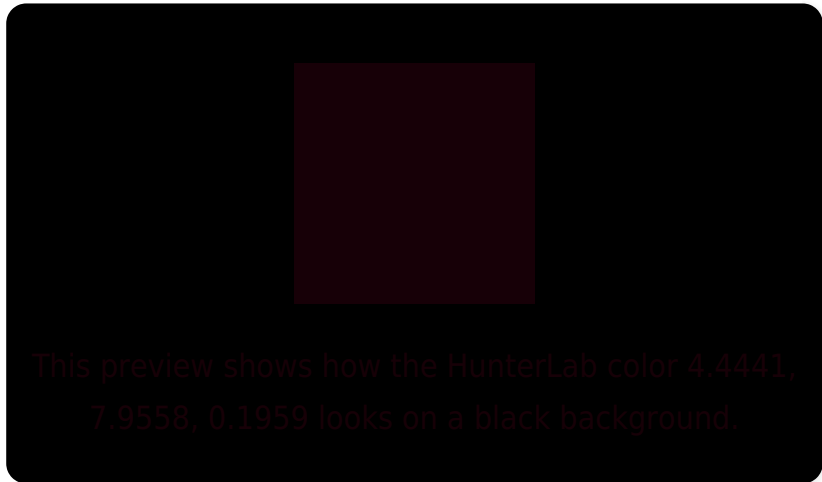 This preview shows how the HunterLab color 4.4441,
7.9558, 0.1959 looks on a black background.